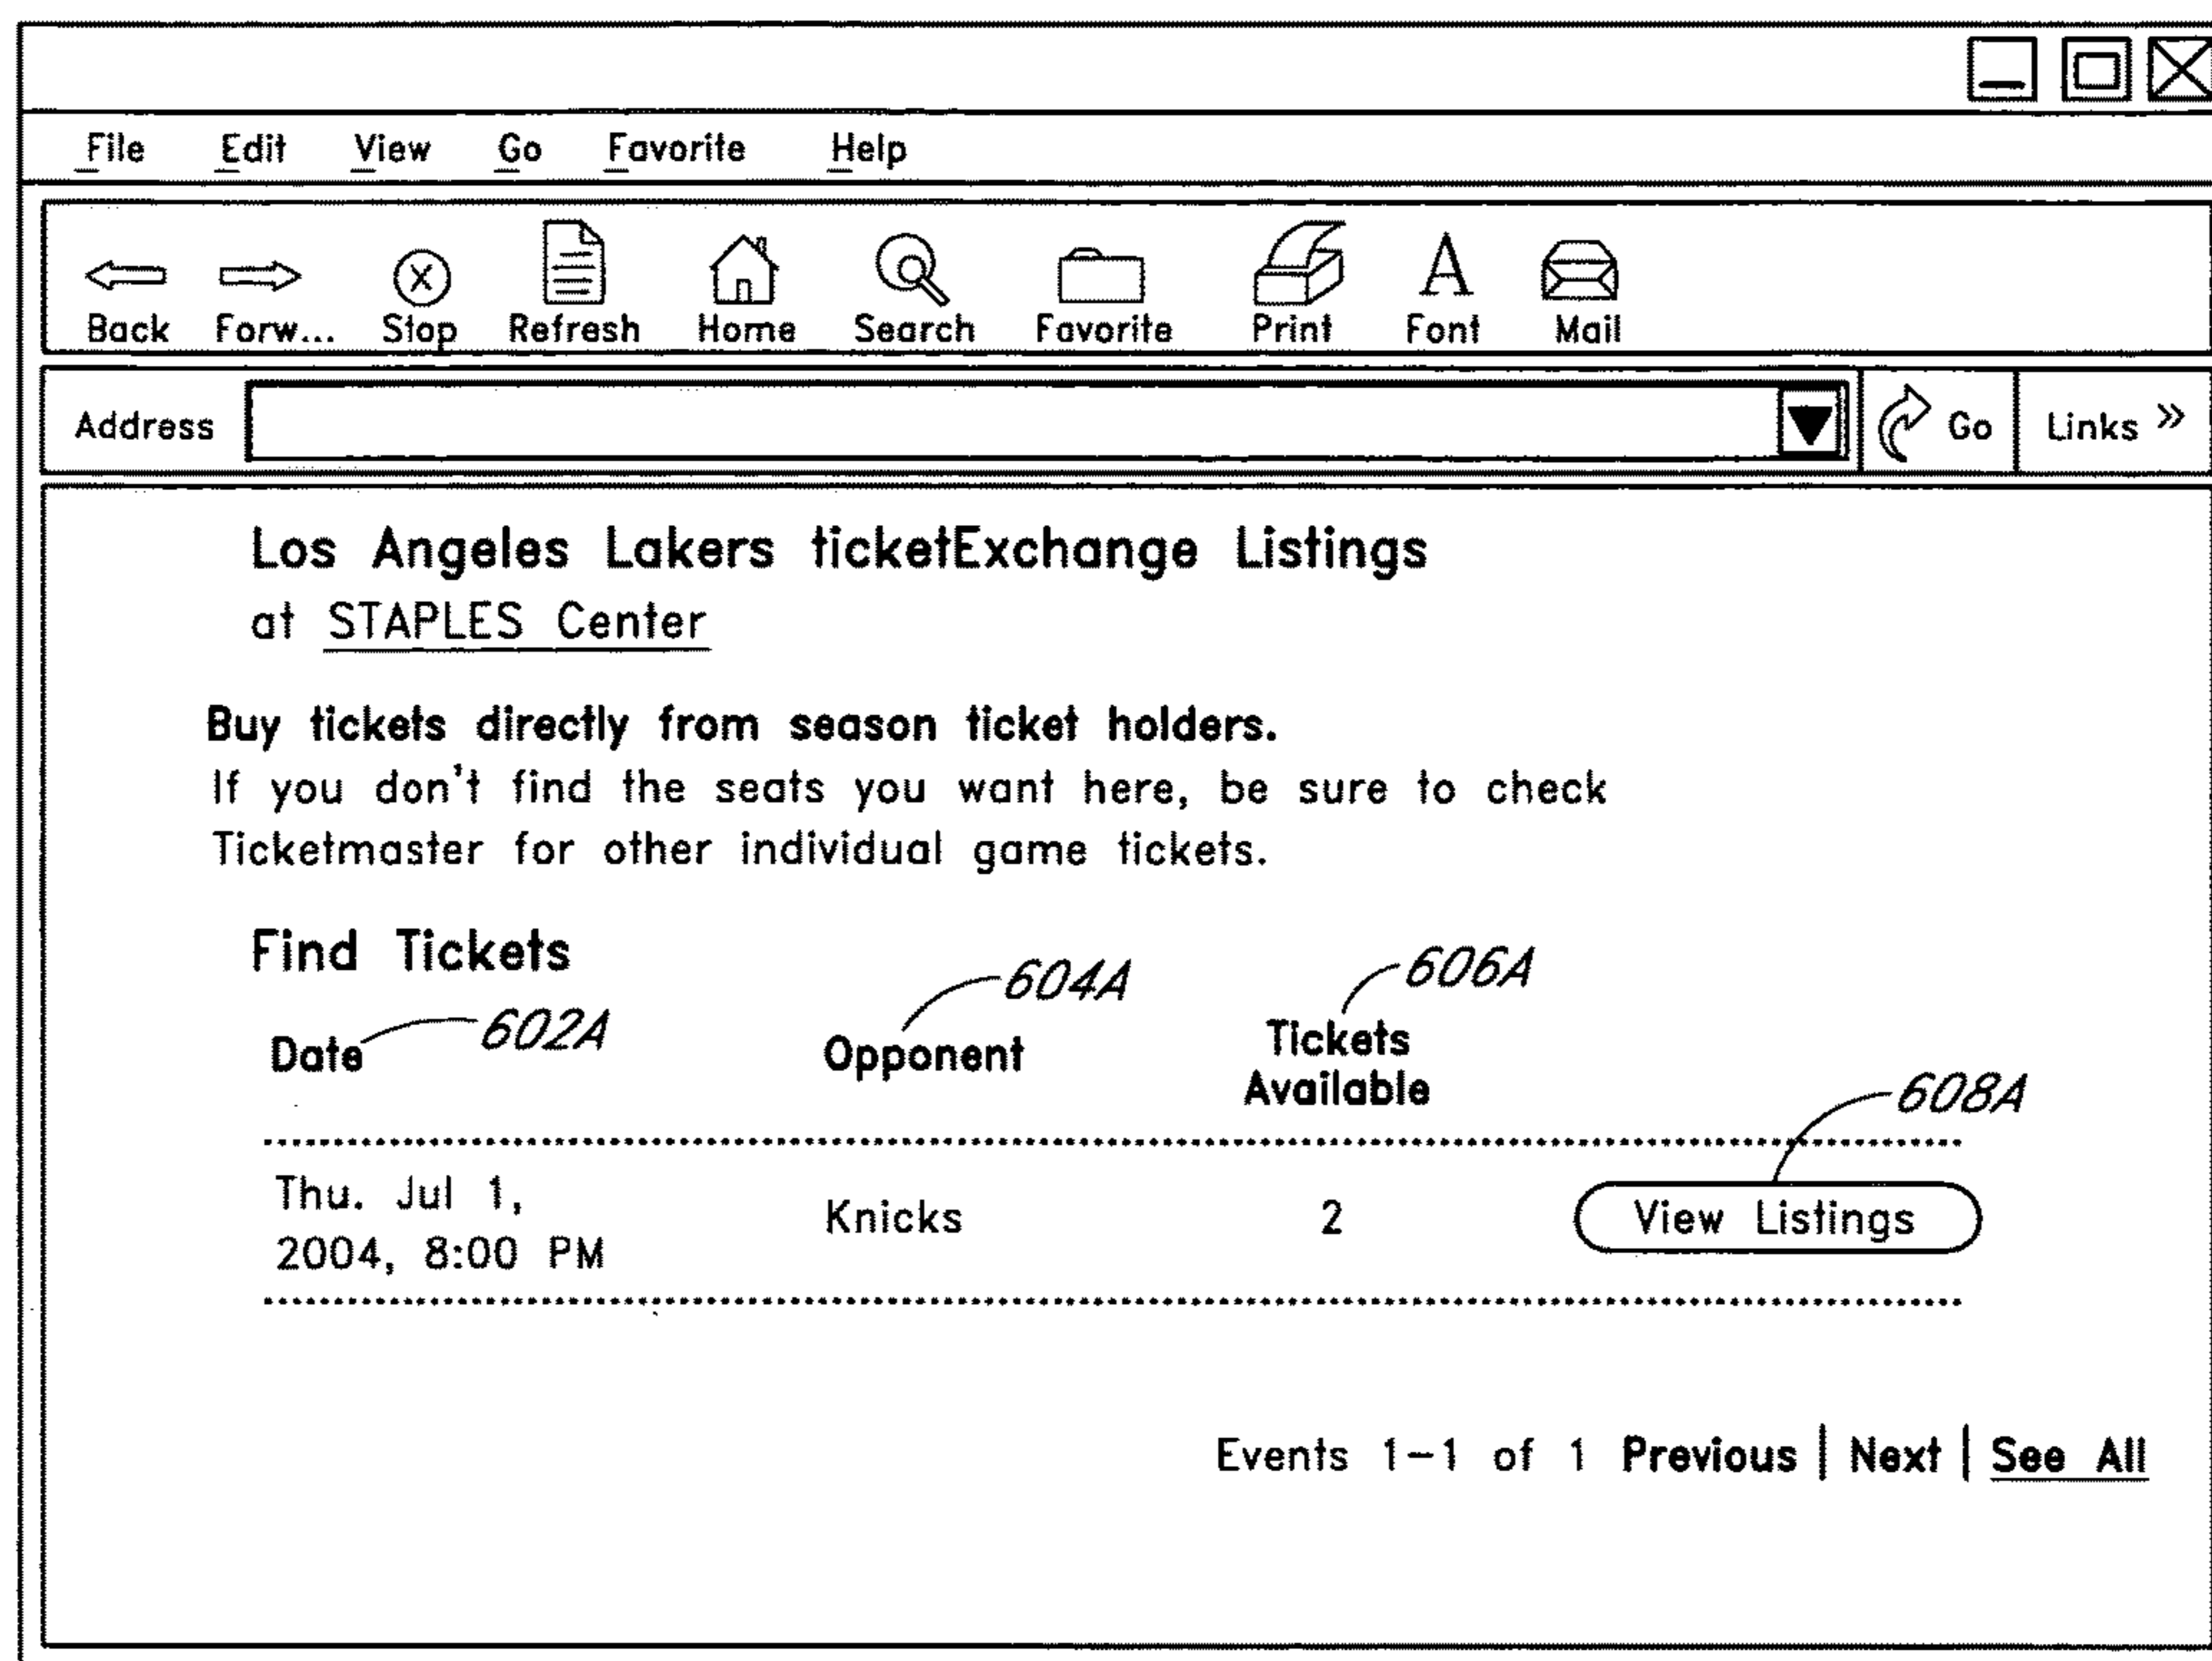 File Edit View Go Favorite Help
Back Forw... Stop Refresh Home Search Favorite Print Font Mail
Address Go Links »
Los Angeles Lakers ticketExchange Listings
at STAPLES Center
Buy tickets directly from season ticket holders.
If you don't find the seats you want here, be sure to check
Ticketmaster for other individual game tickets.
Find Tickets
602A 604A 606A
Date Opponent Tickets
Available
608A
Thu. Jul 1,
Knicks 2 View Listings
2004, 8:00 PM
Events 1-1 of 1 Previous | Next | See All